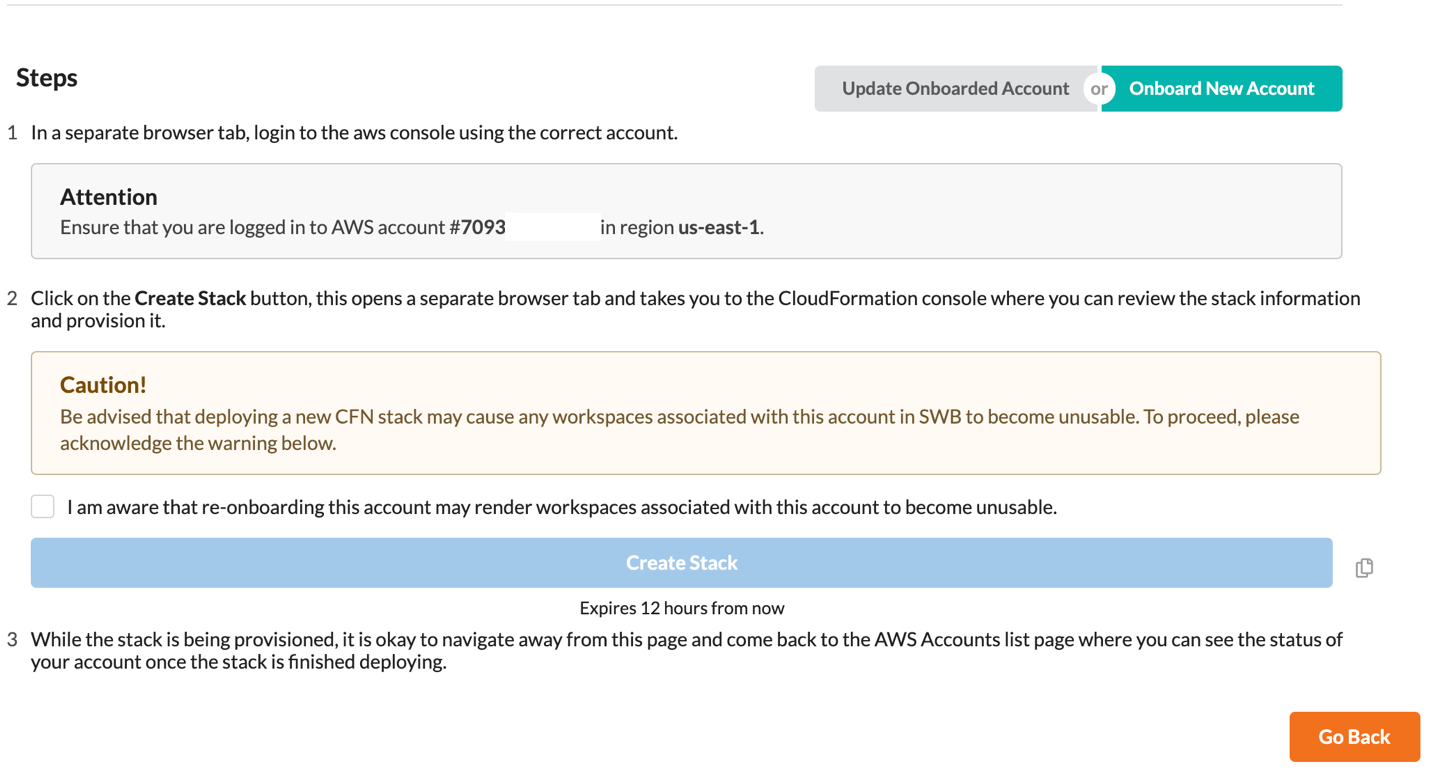 Steps
Update Onboarded Account or Onboard New Account
1 In a separate browser tab, login to the aws console using the correct account.
Attention
Ensure that you are logged in to AWS account #7093 in region us-east-1.
2 Click on the Create Stack button, this opens a separate browser tab and takes you to the CloudFormation console where you can review the stack information
and provision it.
Caution!
Be advised that deploying a new CFN stack may cause any workspaces associated with this account in SWB to become unusable. To proceed, please
acknowledge the warning below.
I am aware that re-onboarding this account may render workspaces associated with this account to become unusable.
Create Stack
Expires 12 hours from now
3 While the stack is being provisioned, it is okay to navigate away from this page and come back to the AWS Accounts list page where you can see the status of
your account once the stack is finished deploying.
Go Back